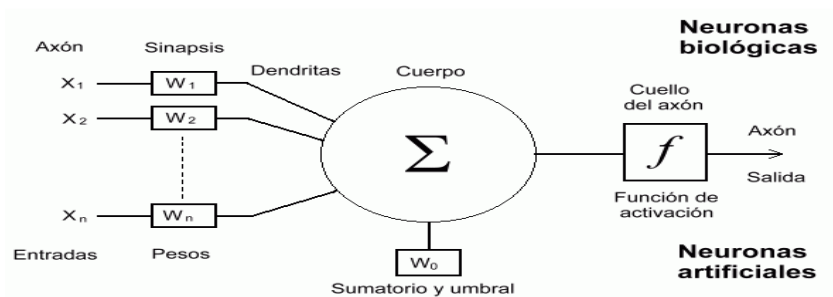 Neuronas
biológicas
Axón
Sinapsis
Dendritas
Cuerpo
Cuello
del axón
X₁
W₁
X₂
W₂
Σ
f
Axón
Salida
Xₙ
Wₙ
Función de
activación
Entradas
Pesos
W₀
Sumatorio y umbral
Neuronas
artificiales